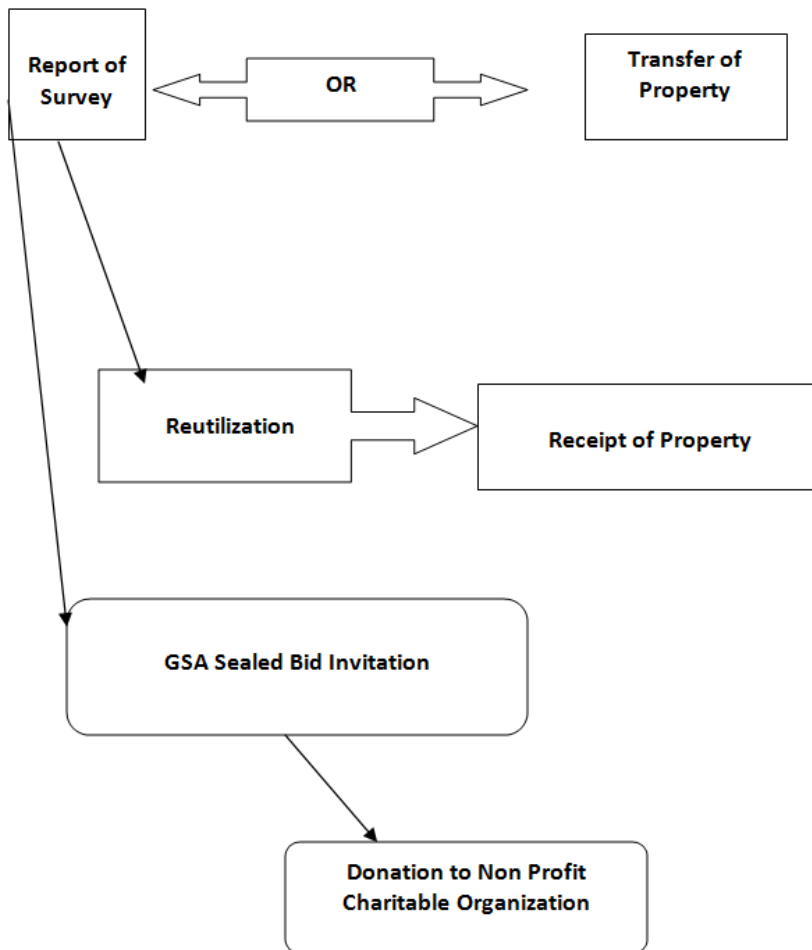 Report of
Survey
OR
Transfer of
Property
Reutilization
Receipt of Property
GSA Sealed Bid Invitation
Donation to Non Profit
Charitable Organization